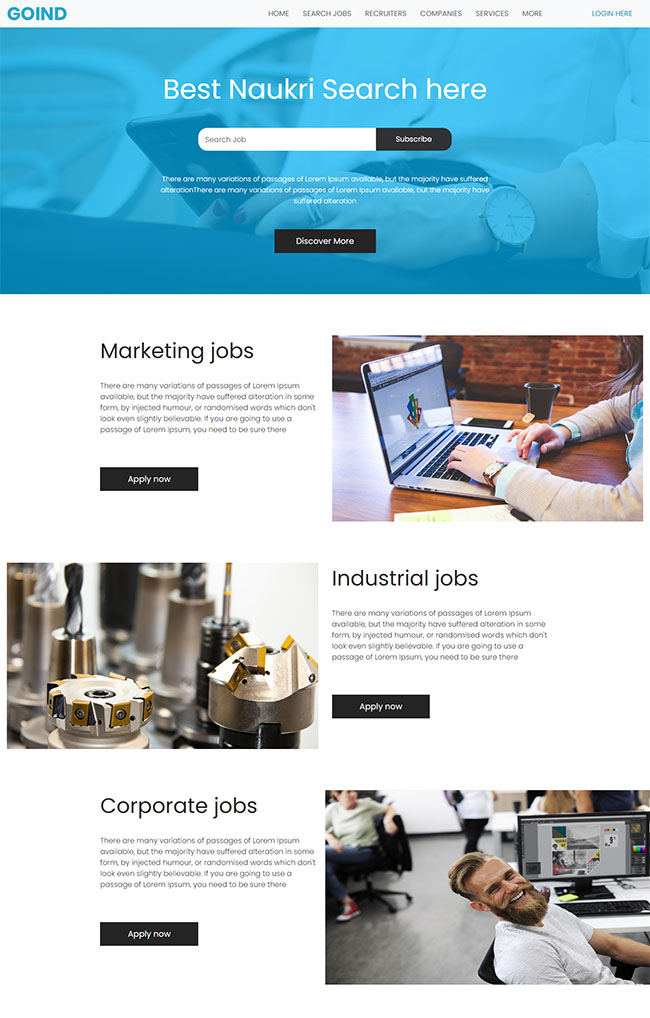 GOIND
HOME SEARCH JOBS RECRUITERS COMPANIES SERVICES MORE LOGIN HERE
Best Naukri Search here
Search Job Subscribe
There are many variations of passages of Lorem Ipsum available, but the majority have suffered
alterationThere are many variations of passages of Lorem Ipsum available, but the majority have
suffered alteration
Discover More
Marketing jobs
There are many variations of passages of Lorem Ipsum
available, but the majority have suffered alteration in some
form, by injected humour, or randomised words which don't
look even slightly believable. If you are going to use a
passage of Lorem Ipsum, you need to be sure there
Apply now
Industrial jobs
There are many variations of passages of Lorem Ipsum
available, but the majority have suffered alteration in some
form, by injected humour, or randomised words which don't
look even slightly believable. If you are going to use a
passage of Lorem Ipsum, you need to be sure there
Apply now
Corporate jobs
There are many variations of passages of Lorem Ipsum
available, but the majority have suffered alteration in some
form, by injected humour, or randomised words which don't
look even slightly believable. If you are going to use a
passage of Lorem Ipsum, you need to be sure there
Apply now